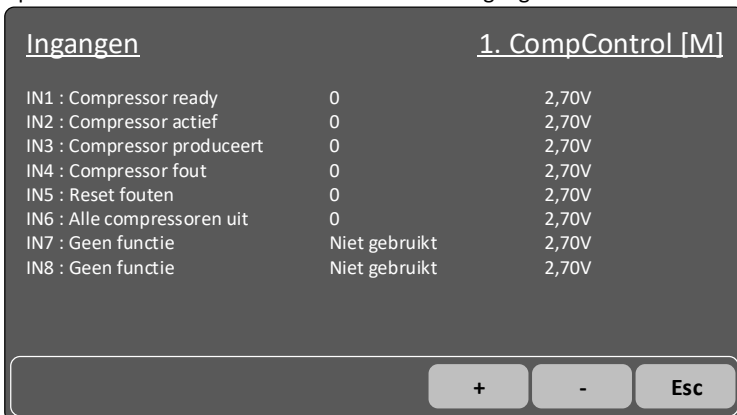 Ingangen 1. CompControl [M]
IN1 : Compressor ready 0 2,70V
IN2 : Compressor actief 0 2,70V
IN3 : Compressor produceert 0 2,70V
IN4 : Compressor fout 0 2,70V
IN5 : Reset fouten 0 2,70V
IN6 : Alle compressoren uit 0 2,70V
IN7 : Geen functie Niet gebruikt 2,70V
IN8 : Geen functie Niet gebruikt 2,70V
+ - Esc